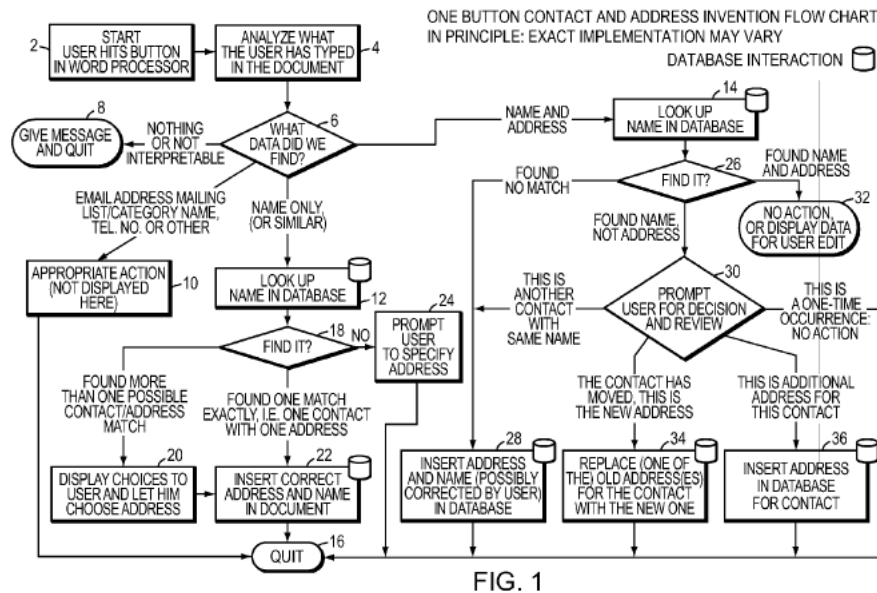 ONE BUTTON CONTACT AND ADDRESS INVENTION FLOW CHART
IN PRINCIPLE: EXACT IMPLEMENTATION MAY VARY
DATABASE INTERACTION
2
START
USER HITS BUTTON
IN WORD PROCESSOR
4
ANALYZE WHAT
THE USER HAS TYPED
IN THE DOCUMENT
6
WHAT
DATA DID WE
FIND?
8
GIVE MESSAGE
AND QUIT
NOTHING
OR NOT
INTERPRETABLE
EMAIL ADDRESS MAILING
LIST/CATEGORY NAME,
TEL. NO. OR OTHER
NAME ONLY,
(OR SIMILAR)
NAME AND
ADDRESS
APPROPRIATE ACTION
(NOT DISPLAYED
HERE)
10
LOOK UP
NAME IN DATABASE
12
18
FIND IT?
NO
24
PROMPT
USER
TO SPECIFY
ADDRESS
FOUND MORE
THAN ONE POSSIBLE
CONTACT/ADDRESS
MATCH
FOUND ONE MATCH
EXACTLY, I.E. ONE CONTACT
WITH ONE ADDRESS
20
DISPLAY CHOICES TO
USER AND LET HIM
CHOOSE ADDRESS
22
INSERT CORRECT
ADDRESS AND NAME
IN DOCUMENT
16
QUIT
14
LOOK UP
NAME IN DATABASE
26
FIND IT?
FOUND
NO MATCH
FOUND NAME
AND ADDRESS
32
NO ACTION,
OR DISPLAY DATA
FOR USER EDIT
FOUND NAME,
NOT ADDRESS
30
PROMPT
USER FOR DECISION
AND REVIEW
THIS IS
ANOTHER
CONTACT
WITH
SAME NAME
THIS IS
A ONE-TIME
OCCURRENCE:
NO ACTION
THE CONTACT HAS
MOVED, THIS IS
THE NEW ADDRESS
THIS IS ADDITIONAL
ADDRESS FOR
THIS CONTACT
28
INSERT ADDRESS
AND NAME (POSSIBLY
CORRECTED BY USER)
IN DATABASE
34
REPLACE (ONE OF
THE) OLD ADDRESS(ES)
FOR THE CONTACT
WITH THE NEW ONE
36
INSERT ADDRESS
IN DATABASE
FOR CONTACT
FIG. 1